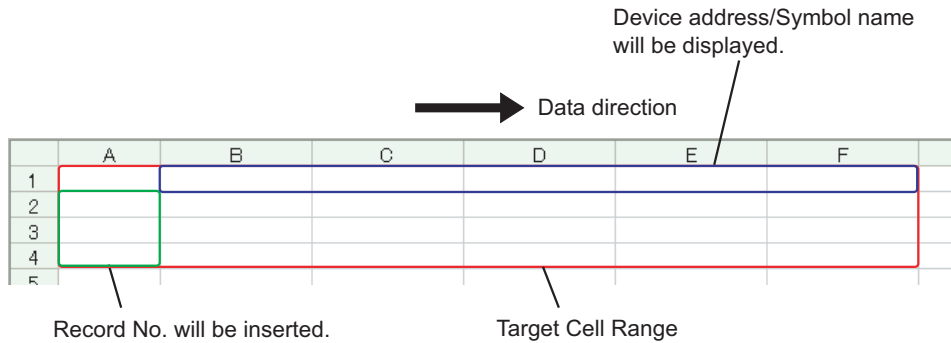 Device address/Symbol name
will be displayed.
Data direction
A B C D E F
1
2
3
4
5
Record No. will be inserted.
Target Cell Range